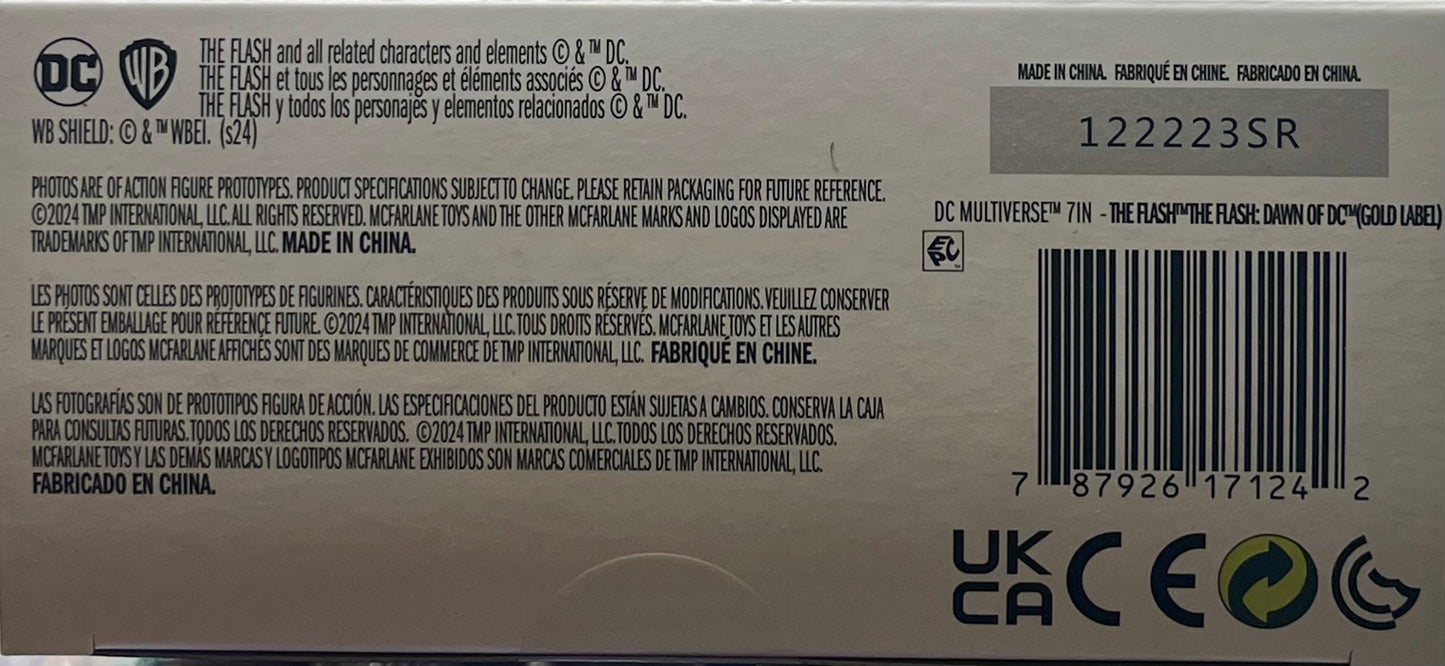 DC WB
THE FLASH and all related characters and elements © & ™ DC.
THE FLASH et tous les personnages et éléments associés © & ™ DC.
THE FLASH y todos los personajes y elementos relacionados © & ™ DC.
WB SHIELD: © & ™ WBEI. (s24)
PHOTOS ARE OF ACTION FIGURE PROTOTYPES. PRODUCT SPECIFICATIONS SUBJECT TO CHANGE. PLEASE RETAIN PACKAGING FOR FUTURE REFERENCE.
©2024 TMP INTERNATIONAL, LLC. ALL RIGHTS RESERVED. MCFARLANE TOYS AND THE OTHER MCFARLANE MARKS AND LOGOS DISPLAYED ARE
TRADEMARKS OF TMP INTERNATIONAL, LLC. MADE IN CHINA.
LES PHOTOS SONT CELLES DES PROTOTYPES DE FIGURINES. CARACTÉRISTIQUES DES PRODUITS SOUS RÉSERVE DE MODIFICATIONS. VEUILLEZ CONSERVER
LE PRÉSENT EMBALLAGE POUR RÉFÉRENCE FUTURE. ©2024 TMP INTERNATIONAL, LLC. TOUS DROITS RÉSERVÉS. MCFARLANE TOYS ET LES AUTRES
MARQUES ET LOGOS MCFARLANE AFFICHÉS SONT DES MARQUES DE COMMERCE DE TMP INTERNATIONAL, LLC. FABRIQUÉ EN CHINE.
LAS FOTOGRAFÍAS SON DE PROTOTIPOS FIGURA DE ACCIÓN. LAS ESPECIFICACIONES DEL PRODUCTO ESTÁN SUJETAS A CAMBIOS. CONSERVA LA CAJA
PARA CONSULTAS FUTURAS. TODOS LOS DERECHOS RESERVADOS. ©2024 TMP INTERNATIONAL, LLC. TODOS LOS DERECHOS RESERVADOS.
MCFARLANE TOYS Y LAS DEMÁS MARCAS Y LOGOTIPOS MCFARLANE EXHIBIDOS SON MARCAS COMERCIALES DE TMP INTERNATIONAL, LLC.
FABRICADO EN CHINA.
MADE IN CHINA. FABRIQUÉ EN CHINE. FABRICADO EN CHINA.
122223SR
DC MULTIVERSE™ 7IN - THE FLASH™ THE FLASH: DAWN OF DC™ (GOLD LABEL)
EPC ™
7 87926 17124 2
UK
CA CE